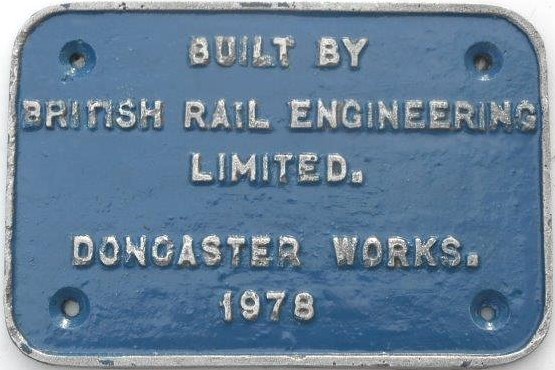 BUILT BY
BRITISH RAIL ENGINEERING
LIMITED.
DONCASTER WORKS.
1978